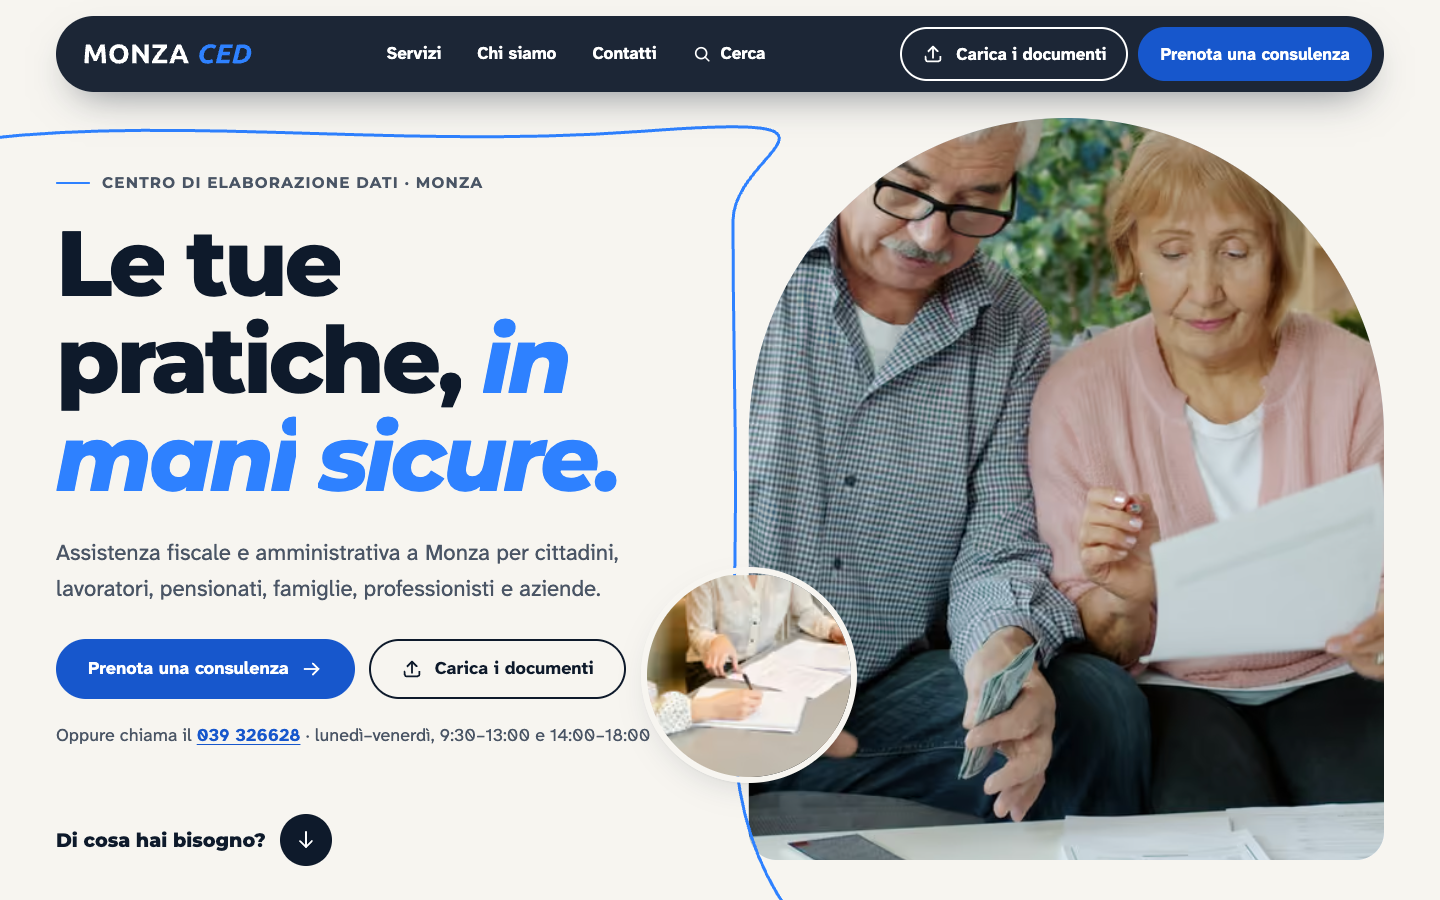 MONZA CED
Servizi
Chi siamo
Contatti
Cerca
Carica i documenti
Prenota una consulenza
CENTRO DI ELABORAZIONE DATI · MONZA
Le tue
pratiche, in
mani sicure.
Assistenza fiscale e amministrativa a Monza per cittadini,
lavoratori, pensionati, famiglie, professionisti e aziende.
Prenota una consulenza →
Carica i documenti
Oppure chiama il 039 326628 · lunedì–venerdì, 9:30–13:00 e 14:00–18:00
Di cosa hai bisogno?